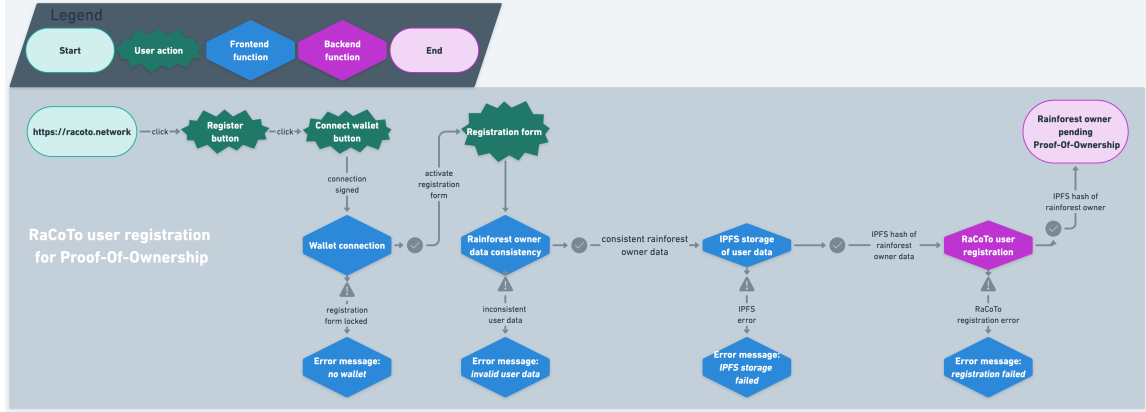 Legend
Start
User action
Frontend
function
Backend
function
End
https://racoto.network
click
Register
button
click
Connect wallet
button
Registration form
Rainforest owner
pending
Proof-Of-Ownership
connection
signed
activate
registration
form
IPFS hash of
rainforest owner
RaCoTo user registration
for Proof-Of-Ownership
Wallet connection
Rainforest owner
data consistency
consistent rainforest
owner data
IPFS storage
of user data
IPFS hash of
rainforest
owner data
RaCoTo user
registration
registration
form locked
inconsistent
user data
IPFS
error
RaCoTo
registration error
Error message:
no wallet
Error message:
invalid user data
Error message:
IPFS storage
failed
Error message:
registration failed